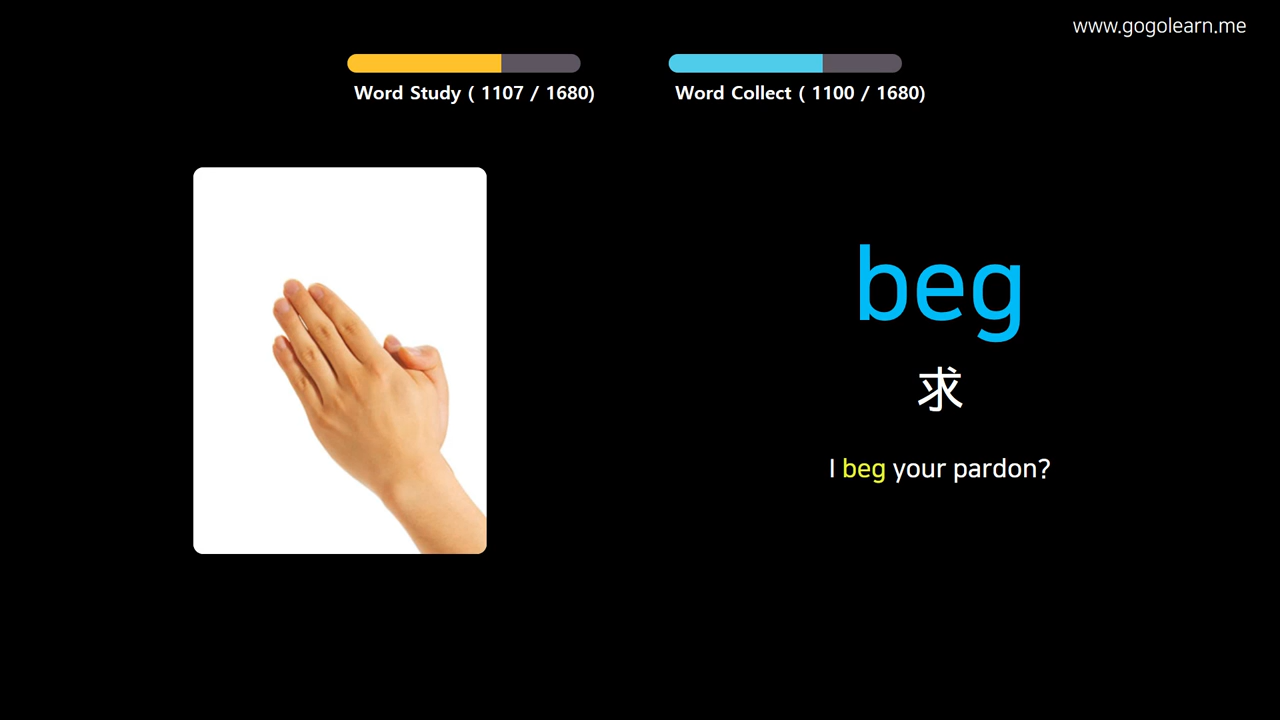 www.gogolearn.me
Word Study ( 1107 / 1680)
Word Collect ( 1100 / 1680)
beg
求
I beg your pardon?